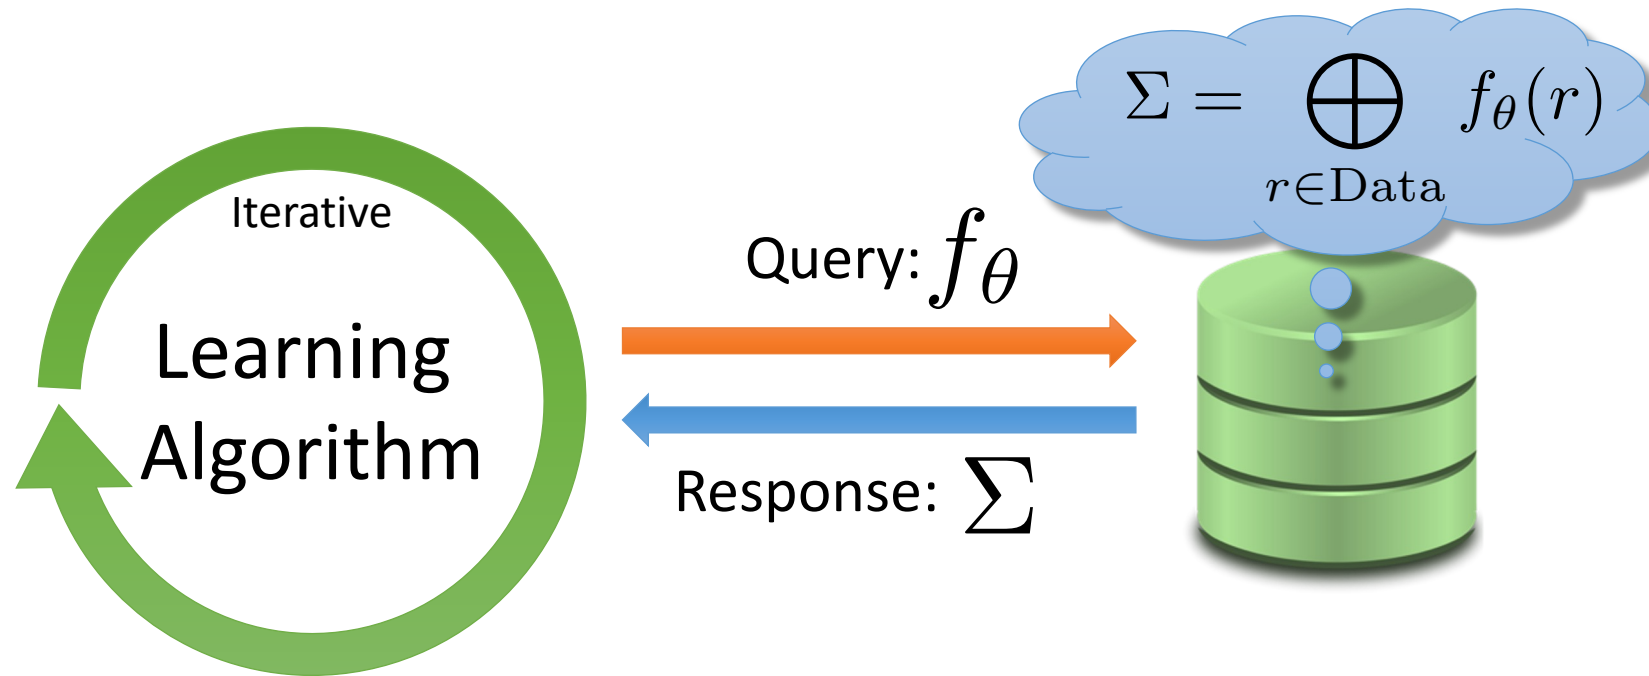 Iterative
Learning
Algorithm
Query: f_θ
Response: Σ
Σ = ⊕ f_θ(r)
r∈Data